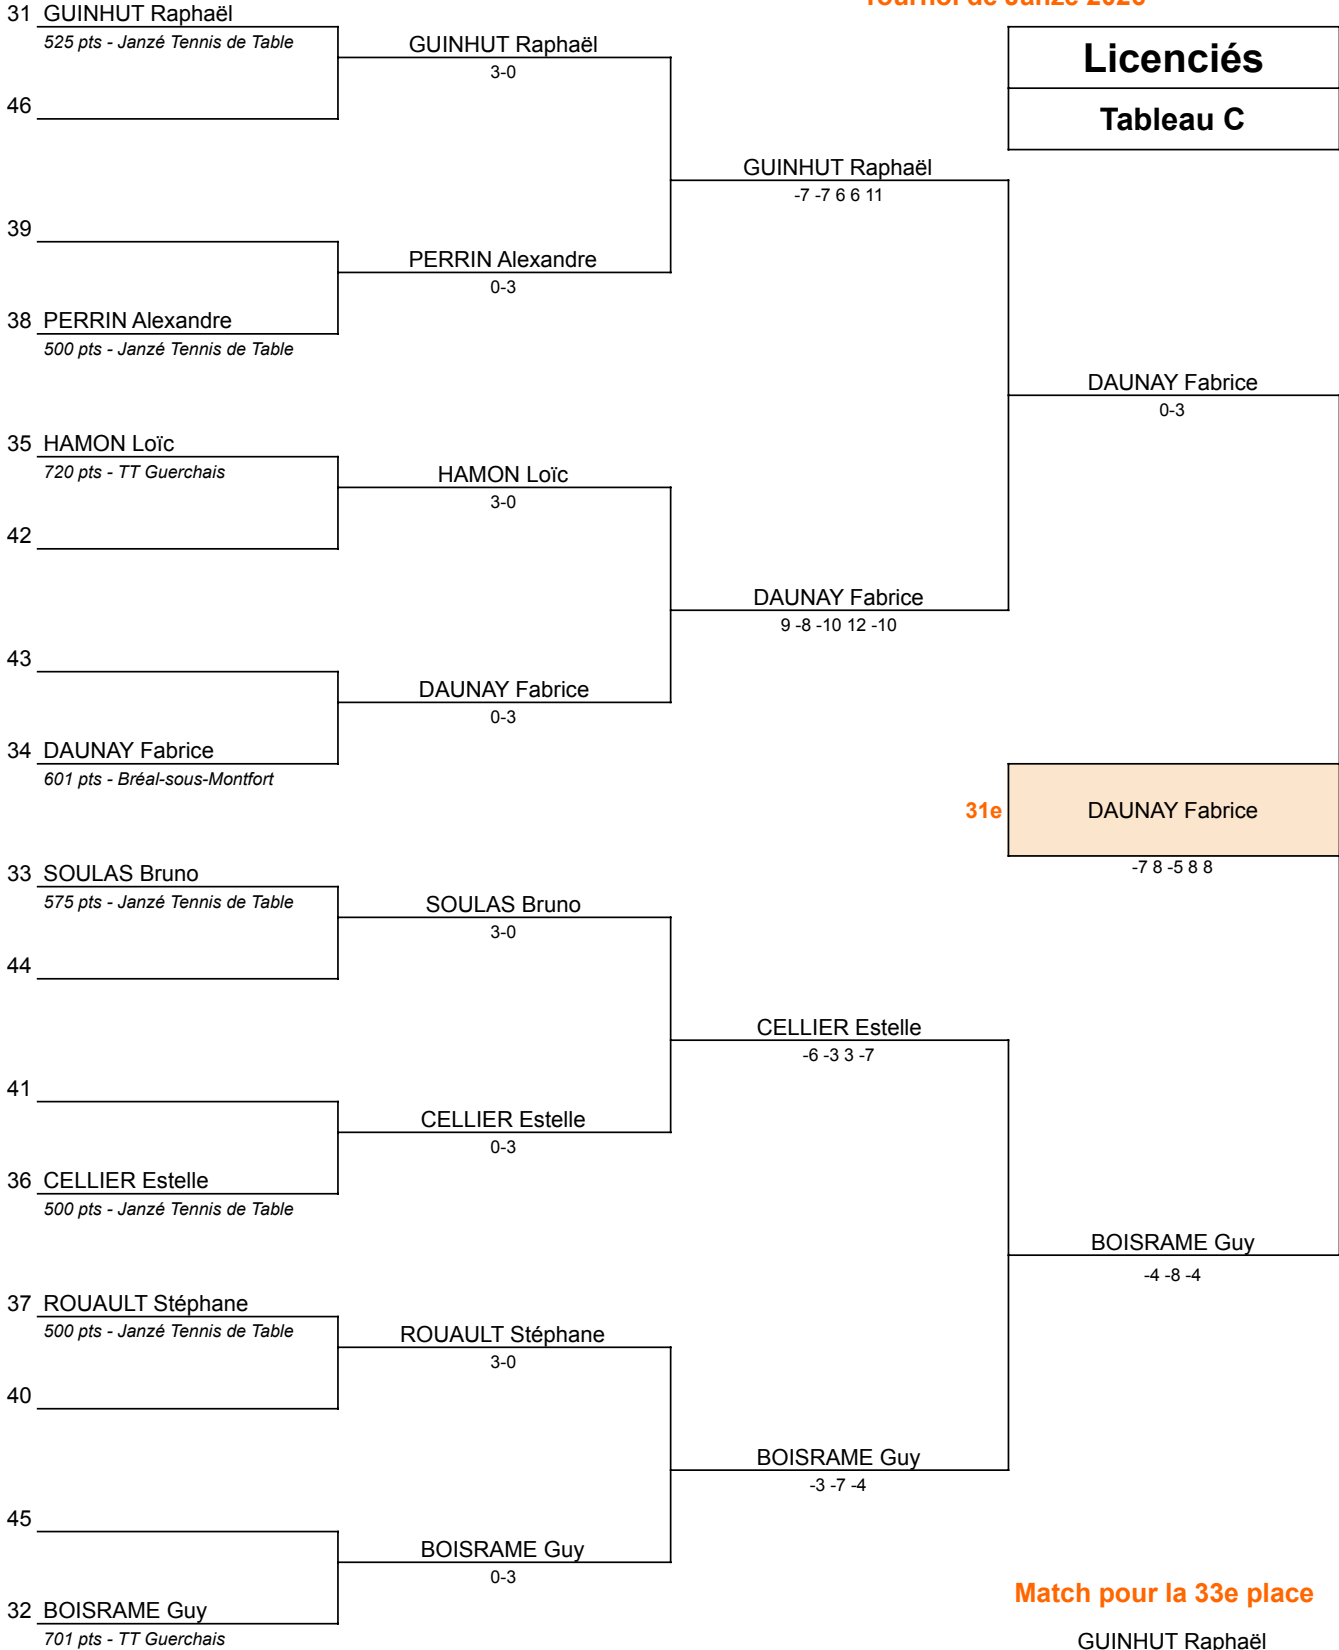 Tournoi de Janzé 2023
Licenciés
Tableau C
31 GUINHUT Raphaël
525 pts - Janzé Tennis de Table
GUINHUT Raphaël
3-0
46
GUINHUT Raphaël
-7 -7 6 6 11
39
PERRIN Alexandre
0-3
38 PERRIN Alexandre
500 pts - Janzé Tennis de Table
DAUNAY Fabrice
0-3
35 HAMON Loïc
720 pts - TT Guerchais
HAMON Loïc
3-0
42
DAUNAY Fabrice
9 -8 -10 12 -10
43
DAUNAY Fabrice
0-3
34 DAUNAY Fabrice
601 pts - Bréal-sous-Montfort
31e DAUNAY Fabrice
-7 8 -5 8 8
33 SOULAS Bruno
575 pts - Janzé Tennis de Table
SOULAS Bruno
3-0
44
CELLIER Estelle
-6 -3 3 -7
41
CELLIER Estelle
0-3
36 CELLIER Estelle
500 pts - Janzé Tennis de Table
BOISRAME Guy
-4 -8 -4
37 ROUAULT Stéphane
500 pts - Janzé Tennis de Table
ROUAULT Stéphane
3-0
40
BOISRAME Guy
-3 -7 -4
45
BOISRAME Guy
0-3
32 BOISRAME Guy
701 pts - TT Guerchais
Match pour la 33e place
GUINHUT Raphaël